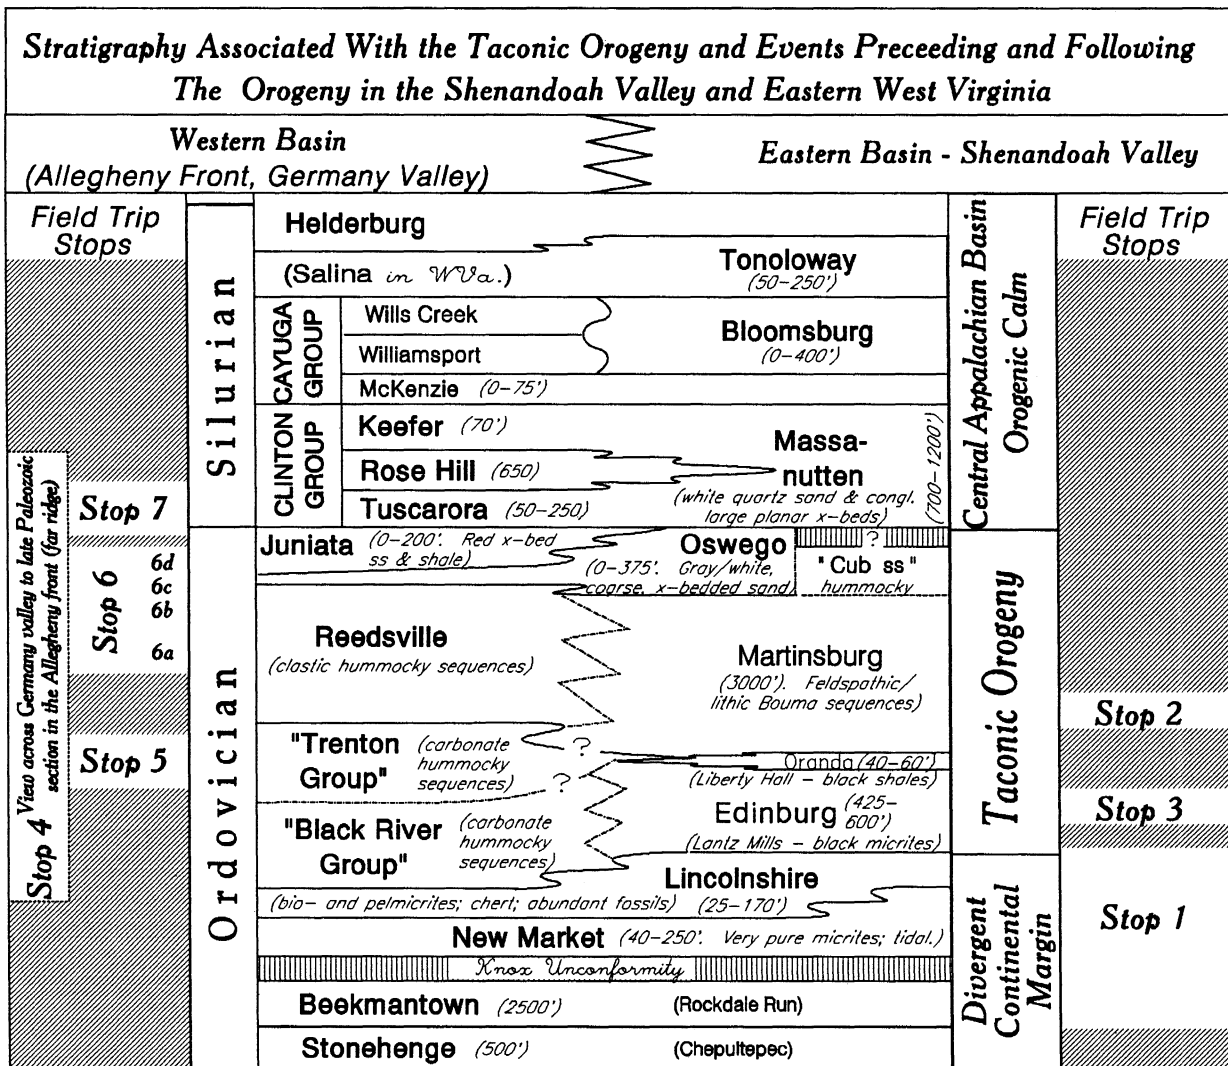 Stratigraphy Associated With the Taconic Orogeny and Events Preceeding and Following
The Orogeny in the Shenandoah Valley and Eastern West Virginia
Western Basin
(Allegheny Front, Germany Valley)
Eastern Basin - Shenandoah Valley
Field Trip
Stops
Stop 7
Stop 6
6d
6c
6b
6a
Stop 5
Stop 4 View across Germany valley to late Paleozoic
section in the Allegheny front (far ridge)
Silurian
Ordovician
Helderburg
(Salina in WVa.)
Tonoloway
(50-250')
CAYUGA
GROUP
Wills Creek
Williamsport
McKenzie (0-75')
Bloomsburg
(0-400')
CLINTON
GROUP
Keefer (70')
Rose Hill (650)
Tuscarora (50-250)
Massa-
nutten
(white quartz sand & congl.
large planar x-beds)
(700-1200')
Juniata (0-200'. Red x-bed
ss & shale)
Oswego
(0-375'. Gray/white,
coarse, x-bedded sand)
?
"Cub ss"
hummocky
Reedsville
(clastic hummocky sequences)
Martinsburg
(3000'). Feldspathic/
lithic Bouma sequences)
"Trenton
Group"
(carbonate
hummocky
sequences)
?
?
Oranda (40-60')
(Liberty Hall - black shales)
Edinburg (425-
600')
(Lantz Mills - black micrites)
"Black River
Group"
(carbonate
hummocky
sequences)
Lincolnshire
(bio- and pelmicrites; chert; abundant fossils) (25-170')
New Market (40-250'. Very pure micrites; tidal.)
Knox Unconformity
Beekmantown (2500') (Rockdale Run)
Stonehenge (500') (Chepultepec)
Central Appalachian Basin
Orogenic Calm
Taconic Orogeny
Divergent
Continental
Margin
Field Trip
Stops
Stop 2
Stop 3
Stop 1